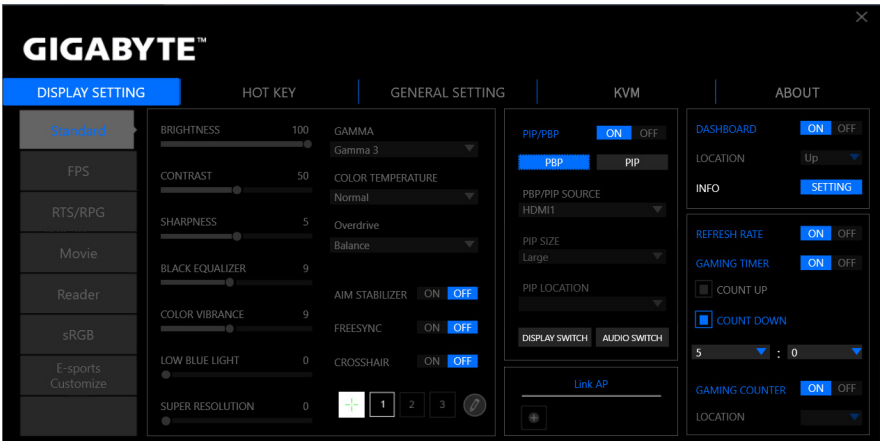 GIGABYTE™
DISPLAY SETTING
HOT KEY
GENERAL SETTING
KVM
ABOUT
Standard
FPS
RTS/RPG
Movie
Reader
sRGB
E-sports
Customize
BRIGHTNESS 100
CONTRAST 50
SHARPNESS 5
BLACK EQUALIZER 9
COLOR VIBRANCE 9
LOW BLUE LIGHT 0
SUPER RESOLUTION 0
GAMMA
Gamma 3
COLOR TEMPERATURE
Normal
Overdrive
Balance
AIM STABILIZER ON OFF
FREESYNC ON OFF
CROSSHAIR ON OFF
1 2 3
PIP/PBP ON OFF
PBP PIP
PBP/PIP SOURCE
HDMI1
PIP SIZE
Large
PIP LOCATION
DISPLAY SWITCH AUDIO SWITCH
Link AP
DASHBOARD ON OFF
LOCATION Up
INFO SETTING
REFRESH RATE ON OFF
GAMING TIMER ON OFF
COUNT UP
COUNT DOWN
5 : 0
GAMING COUNTER ON OFF
LOCATION